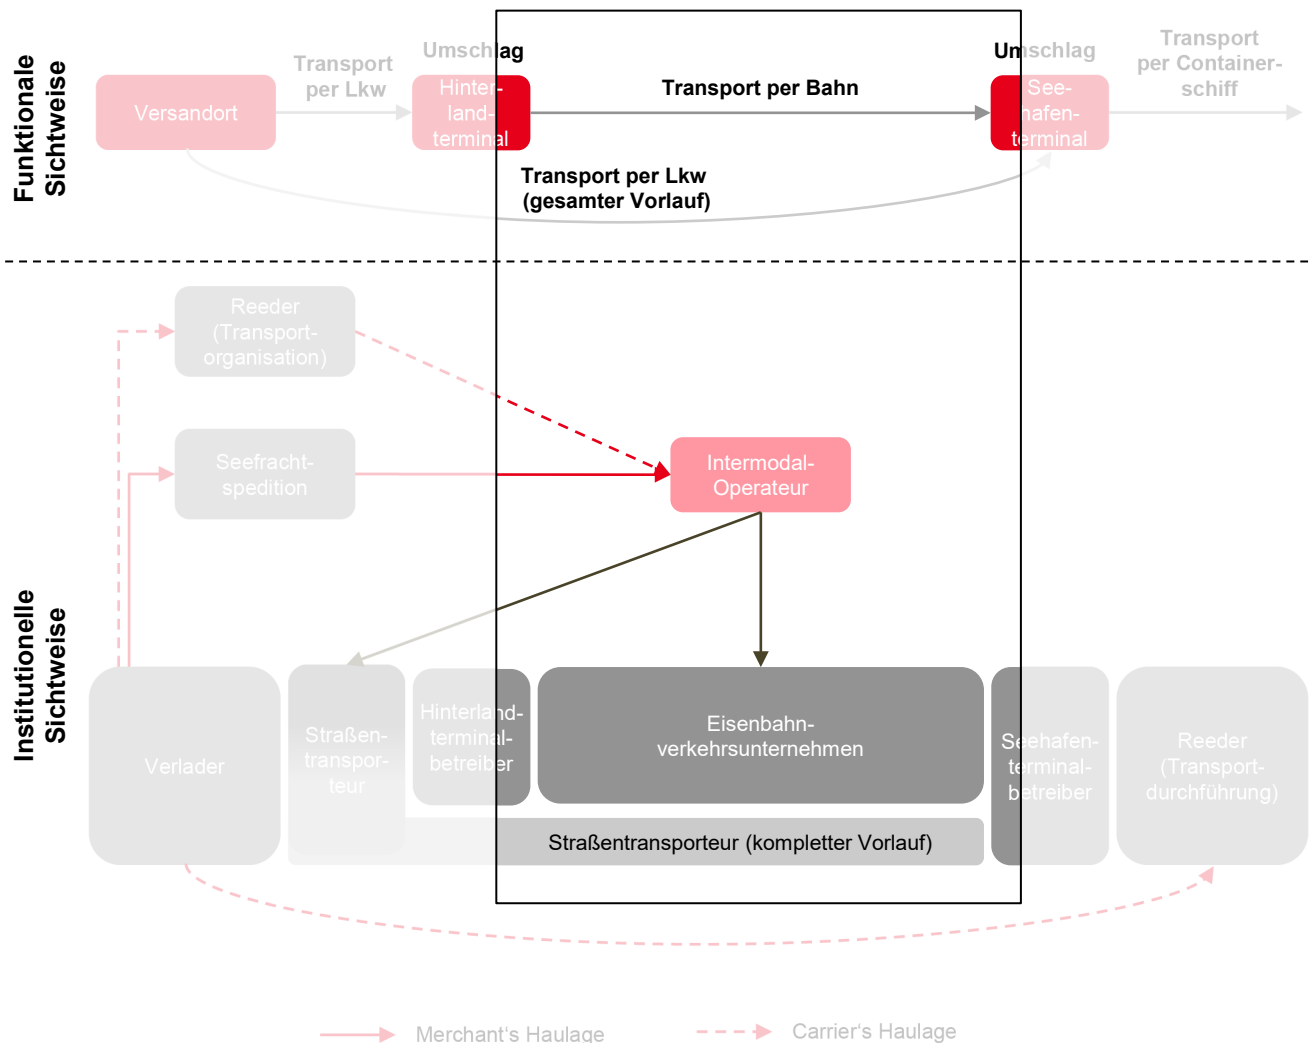 Funktionale
Sichtweise
Umschlag
Umschlag
Transport
per Lkw
Transport per Bahn
Transport
per Container-
schiff
Versandort
Hinter-
land-
terminal
See-
hafen-
terminal
Transport per Lkw
(gesamter Vorlauf)
Institutionelle
Sichtweise
Reeder
(Transport-
organisation)
Seefracht-
spedition
Intermodal-
Operateur
Verlader
Straßen-
transpor-
teur
Hinterland-
terminal-
betreiber
Eisenbahn-
verkehrsunternehmen
Seehafen-
terminal-
betreiber
Reeder
(Transport-
durchführung)
Straßentransporteur (kompletter Vorlauf)
Merchant's Haulage
Carrier's Haulage